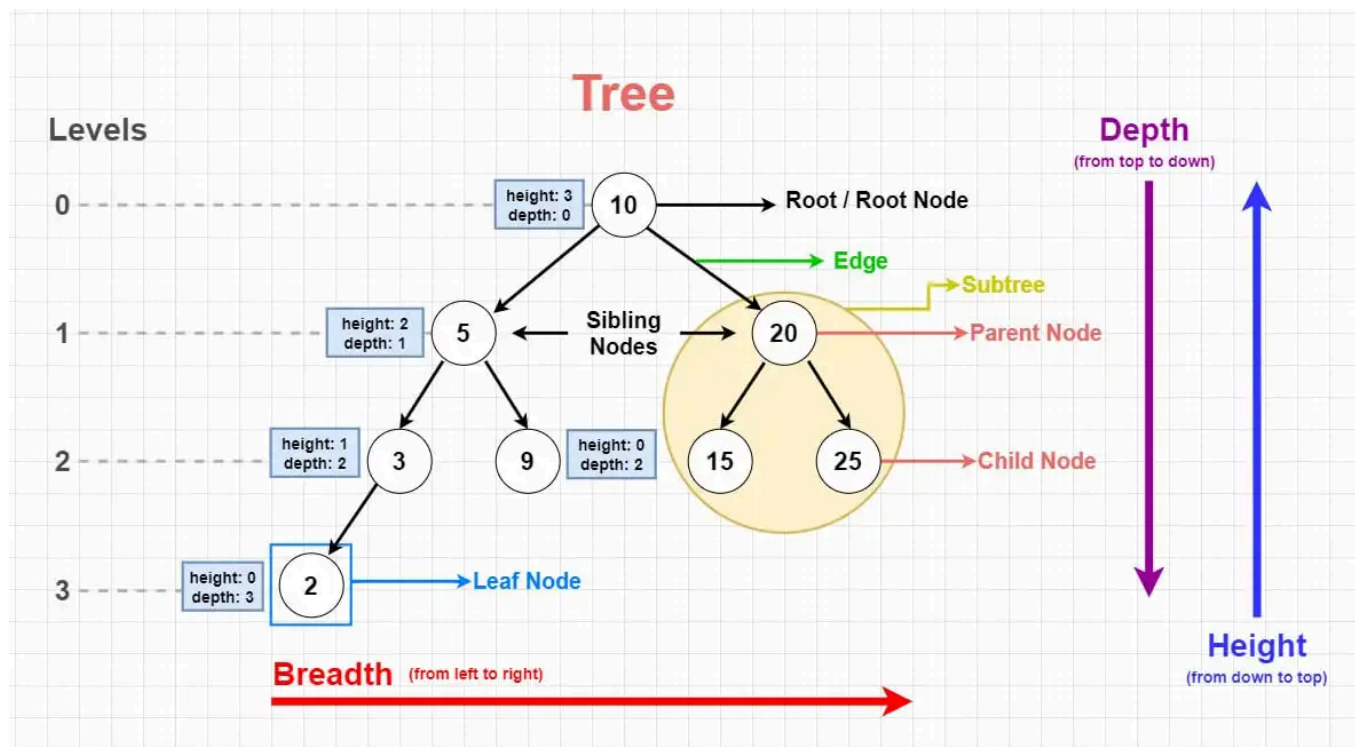 Tree
Levels
Depth
(from top to down)
0
height: 3
depth: 0
10
Root / Root Node
Edge
Subtree
1
height: 2
depth: 1
5
Sibling
Nodes
20
Parent Node
2
height: 1
depth: 2
3
9
height: 0
depth: 2
15
25
Child Node
3
height: 0
depth: 3
2
Leaf Node
Height
(from down to top)
Breadth (from left to right)